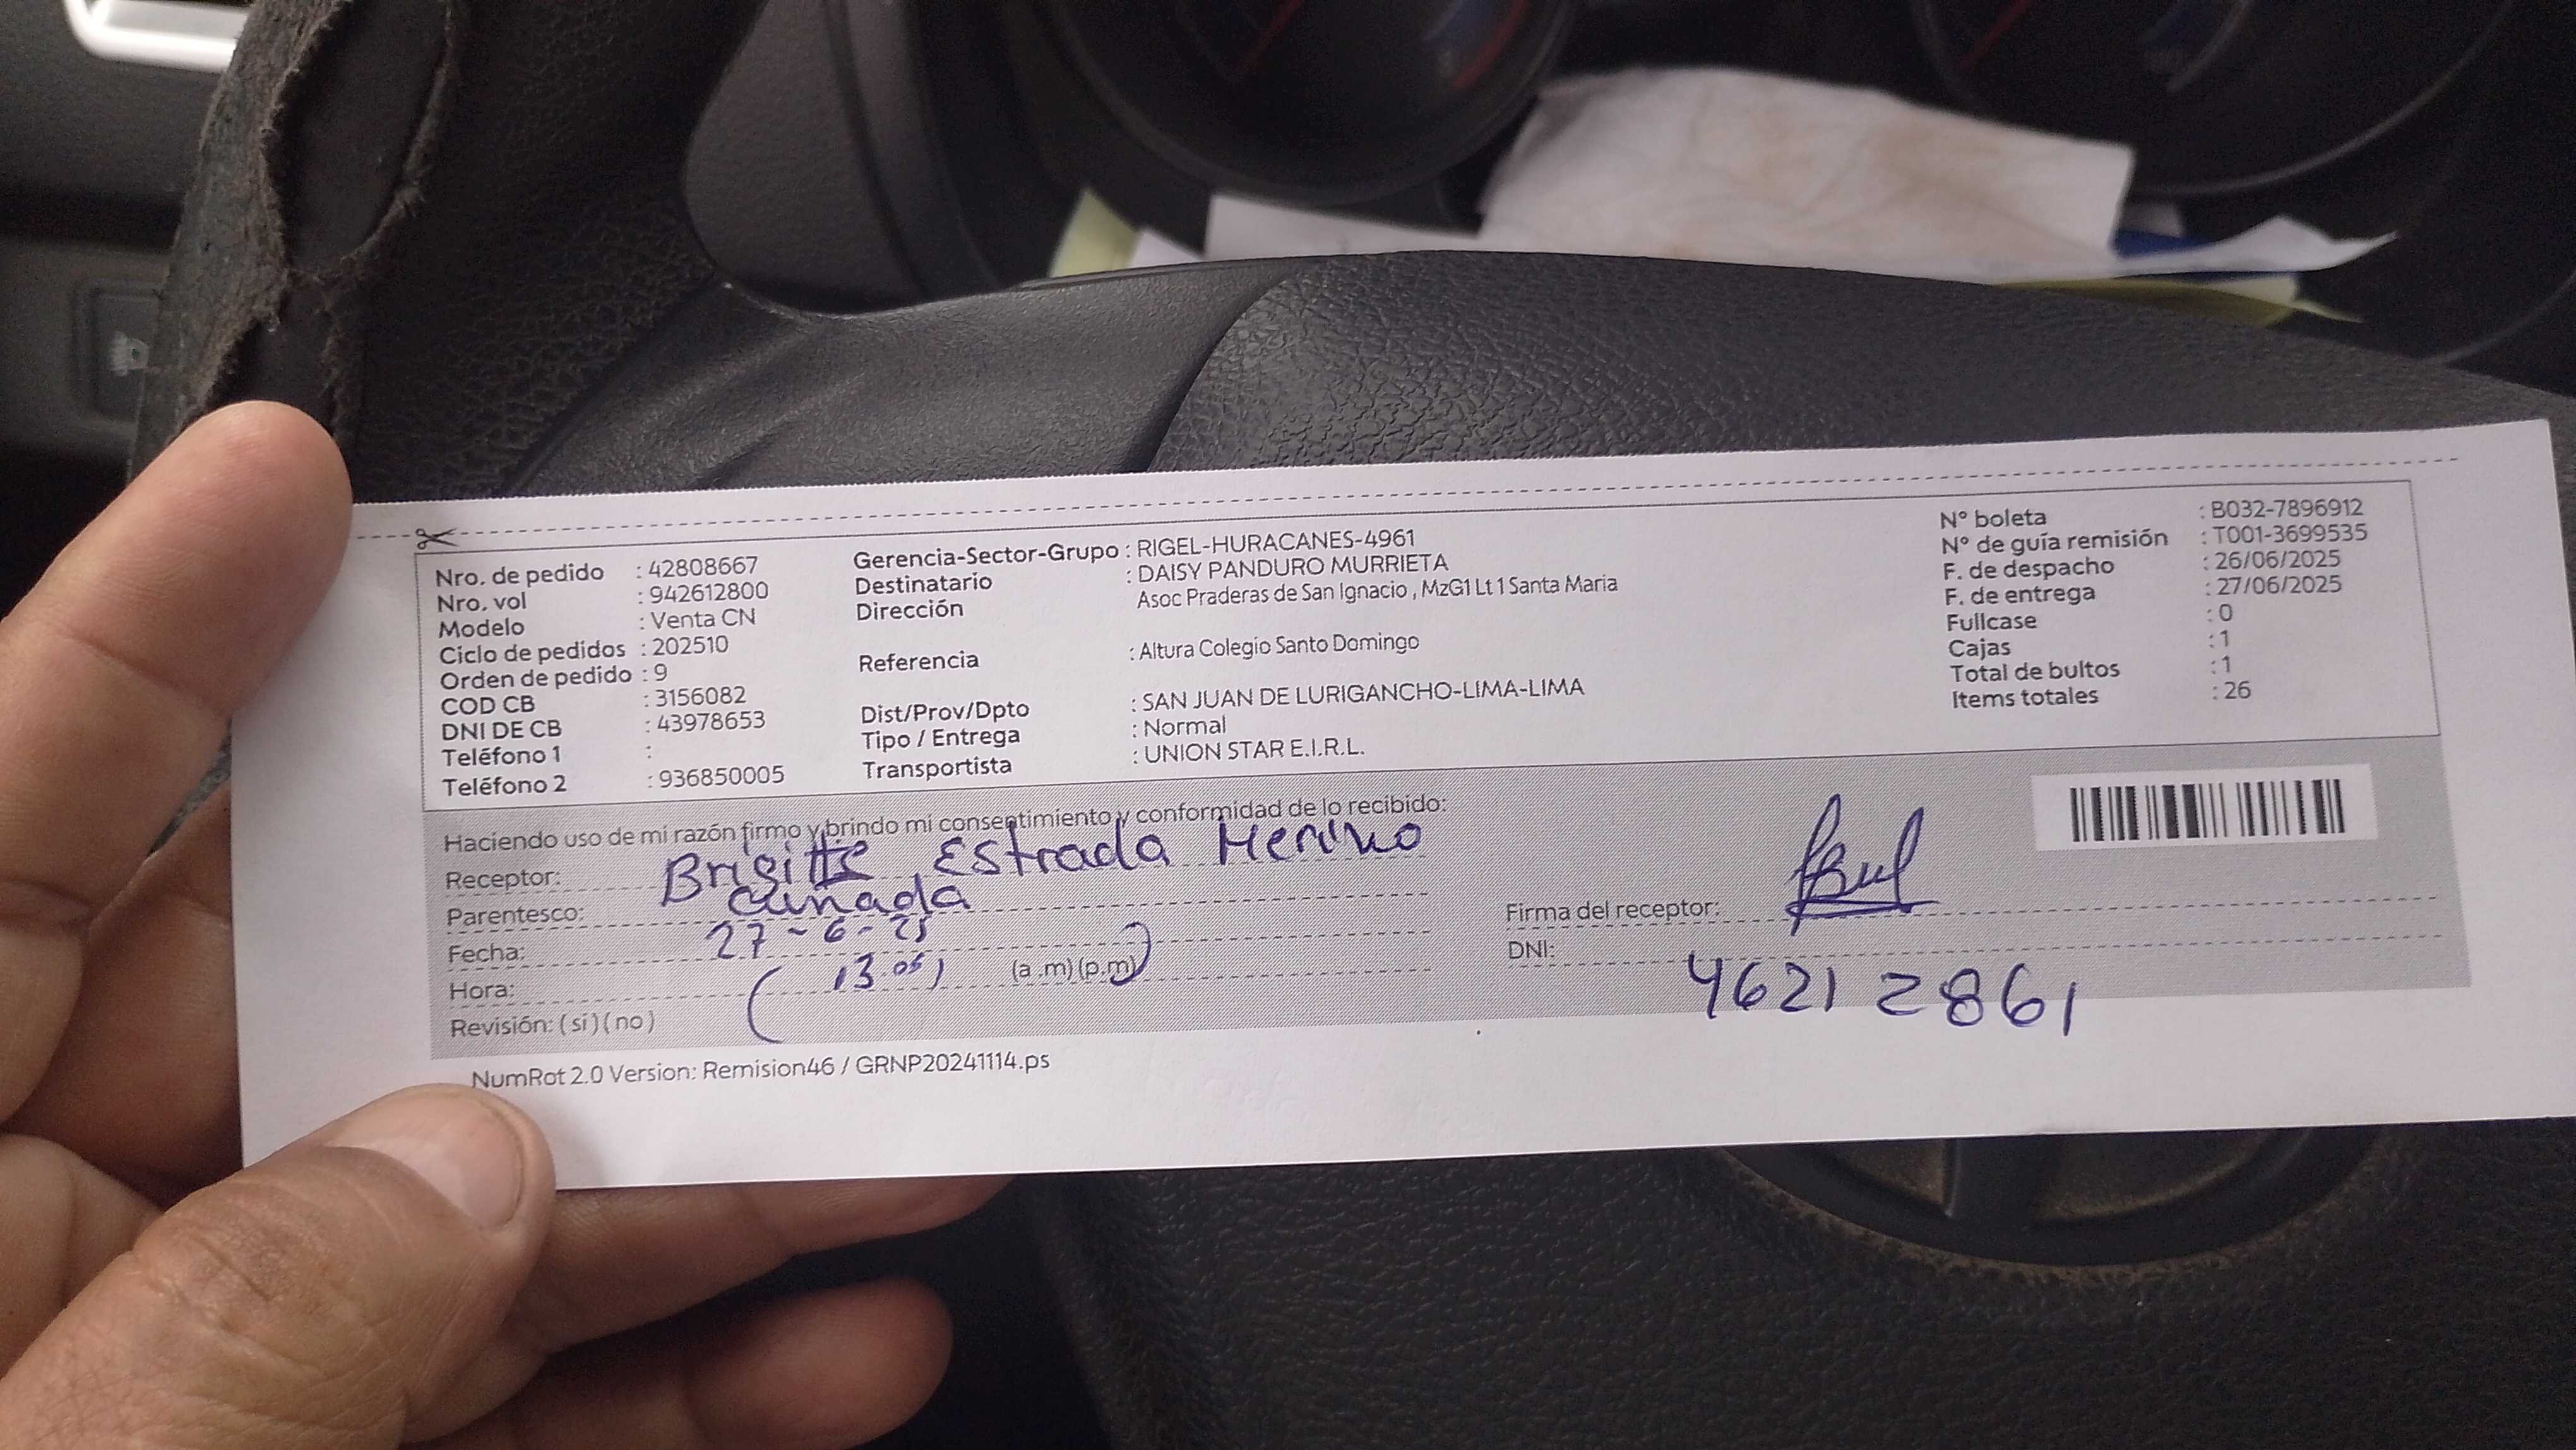 Nro. de pedido : 42808667
Nro. vol : 942612800
Modelo : Venta CN
Ciclo de pedidos : 202510
Orden de pedido : 9
COD CB : 3156082
DNI DE CB : 43978653
Teléfono 1 :
Teléfono 2 : 936850005
Gerencia-Sector-Grupo : RIGEL-HURACANES-4961
Destinatario : DAISY PANDURO MURRIETA
Dirección Asoc Praderas de San Ignacio , MzG1 Lt 1 Santa Maria
Referencia : Altura Colegio Santo Domingo
Dist/Prov/Dpto : SAN JUAN DE LURIGANCHO-LIMA-LIMA
Tipo / Entrega : Normal
Transportista : UNION STAR E.I.R.L.
N° boleta : B032-7896912
N° de guía remisión : T001-3699535
F. de despacho : 26/06/2025
F. de entrega : 27/06/2025
Fullcase : 0
Cajas : 1
Total de bultos : 1
Items totales : 26
Haciendo uso de mi razón firmo y brindo mi consentimiento y conformidad de lo recibido:
Receptor: Brigitte Estrada Merino
Parentesco: Cuñada
Fecha: 27-6-25
Hora: 13.05 (a.m)(p.m)
Revisión: (si)(no)
Firma del receptor:
DNI: 46212861
NumRot 2.0 Version: Remision46 / GRNP20241114.ps